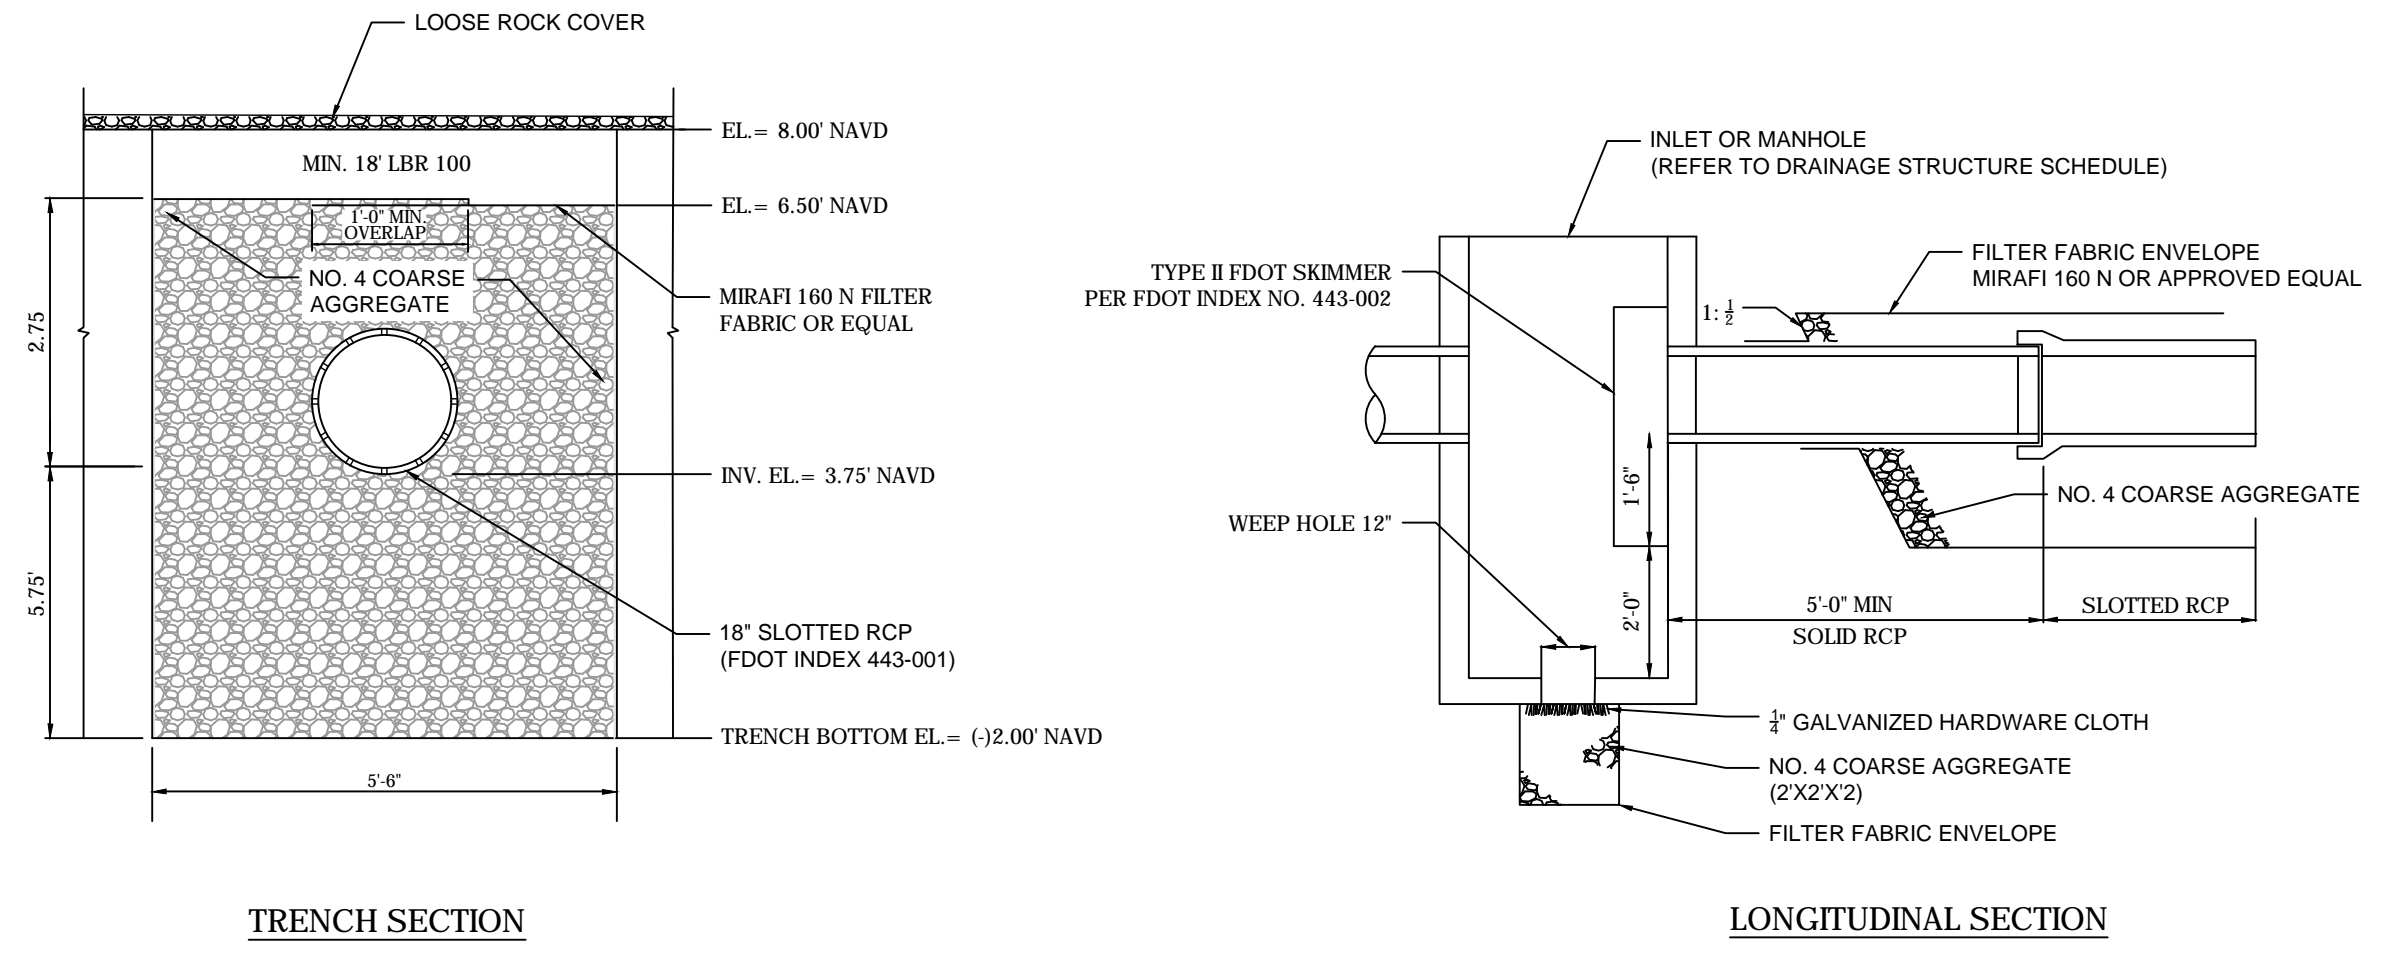 LOOSE ROCK COVER
EL.= 8.00' NAVD
MIN. 18' LBR 100
EL.= 6.50' NAVD
1'-0" MIN.
OVERLAP
NO. 4 COARSE
AGGREGATE
MIRAFI 160 N FILTER
FABRIC OR EQUAL
2.75
INV. EL.= 3.75' NAVD
5.75'
18" SLOTTED RCP
(FDOT INDEX 443-001)
TRENCH BOTTOM EL.= (-)2.00' NAVD
5'-6"
TRENCH SECTION
INLET OR MANHOLE
(REFER TO DRAINAGE STRUCTURE SCHEDULE)
TYPE II FDOT SKIMMER
PER FDOT INDEX NO. 443-002
FILTER FABRIC ENVELOPE
MIRAFI 160 N OR APPROVED EQUAL
1: 1/2
1'-6"
NO. 4 COARSE AGGREGATE
WEEP HOLE 12"
2'-0"
5'-0" MIN
SOLID RCP
SLOTTED RCP
1/4" GALVANIZED HARDWARE CLOTH
NO. 4 COARSE AGGREGATE
(2'X2'X'2)
FILTER FABRIC ENVELOPE
LONGITUDINAL SECTION